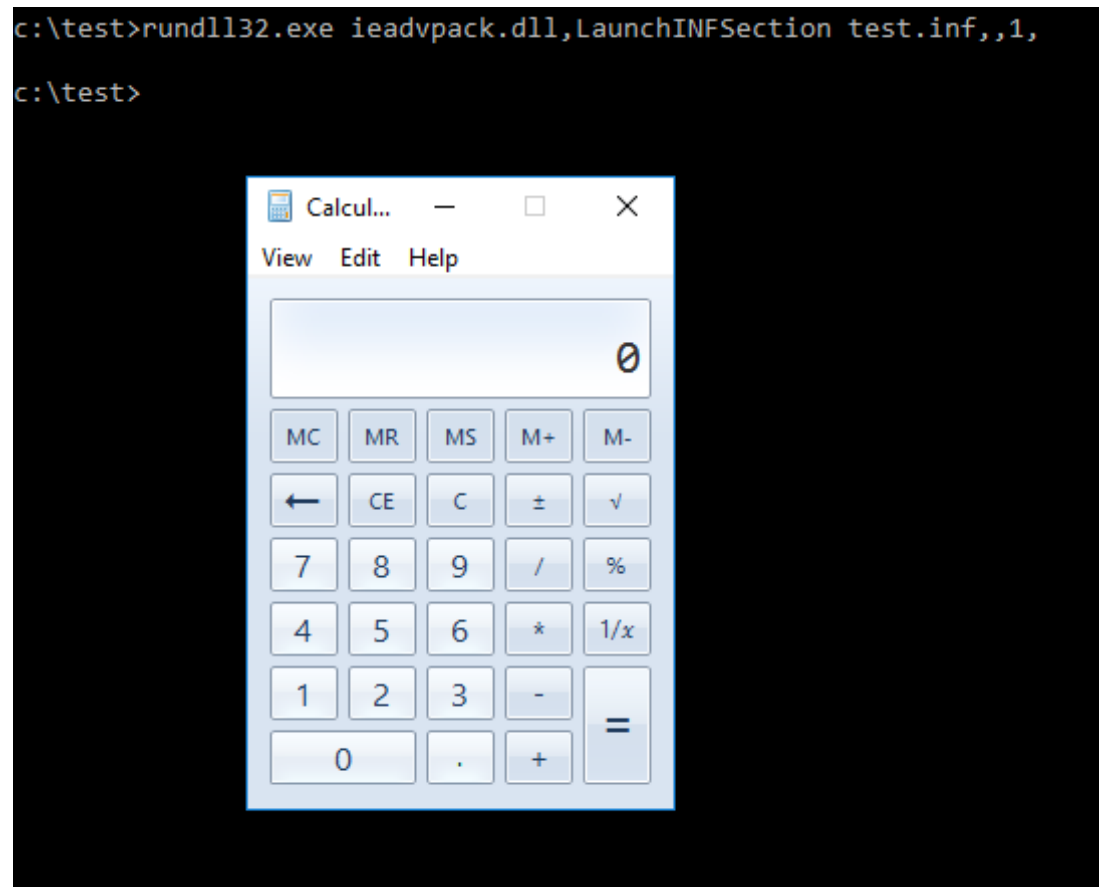 c:\test>rundll32.exe ieadvpack.dll,LaunchINFSection test.inf,,1,
c:\test>
Calcul...
View Edit Help
0
MC MR MS M+ M-
← CE C ± √
7 8 9 / %
4 5 6 * 1/x
1 2 3 - =
0 . +